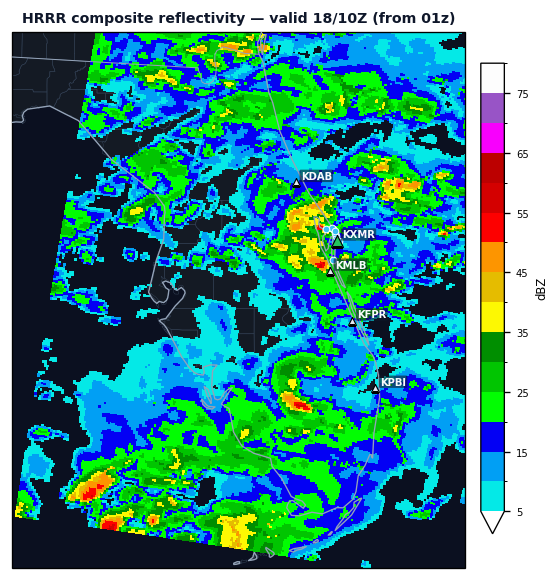 HRRR composite reflectivity — valid 18/10Z (from 01z)
KDAB
KXMR
KMLB
KFPR
KPBI
75
65
55
45
35
25
15
5
dBZ